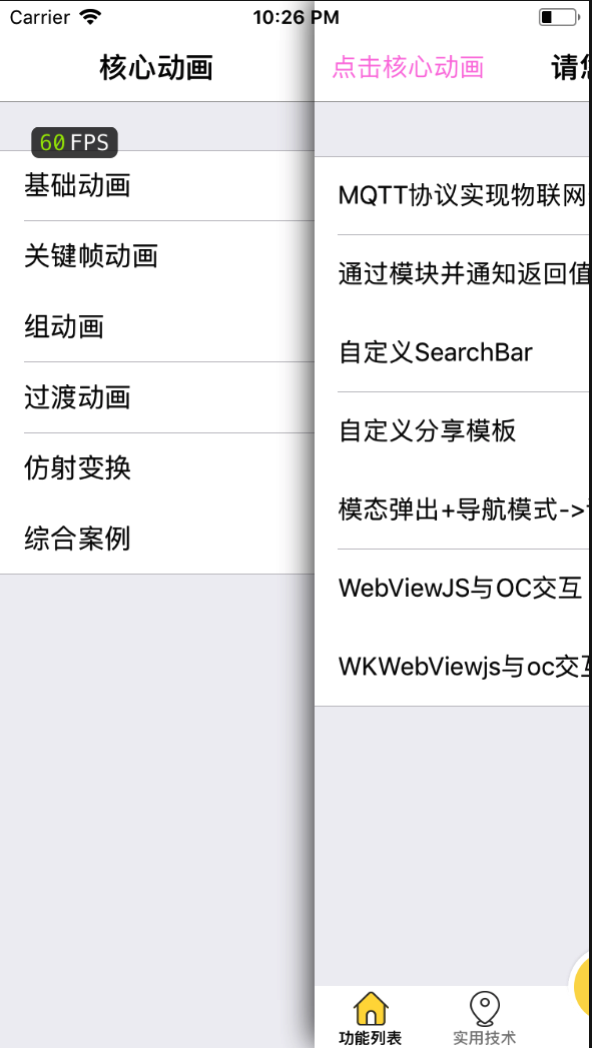 Carrier 10:26 PM
核心动画
60 FPS
基础动画
关键帧动画
组动画
过渡动画
仿射变换
综合案例
点击核心动画 请
MQTT协议实现物联网
通过模块并通知返回值
自定义SearchBar
自定义分享模板
模态弹出+导航模式->
WebViewJS与OC交互
WKWebViewjs与oc交互
功能列表
实用技术